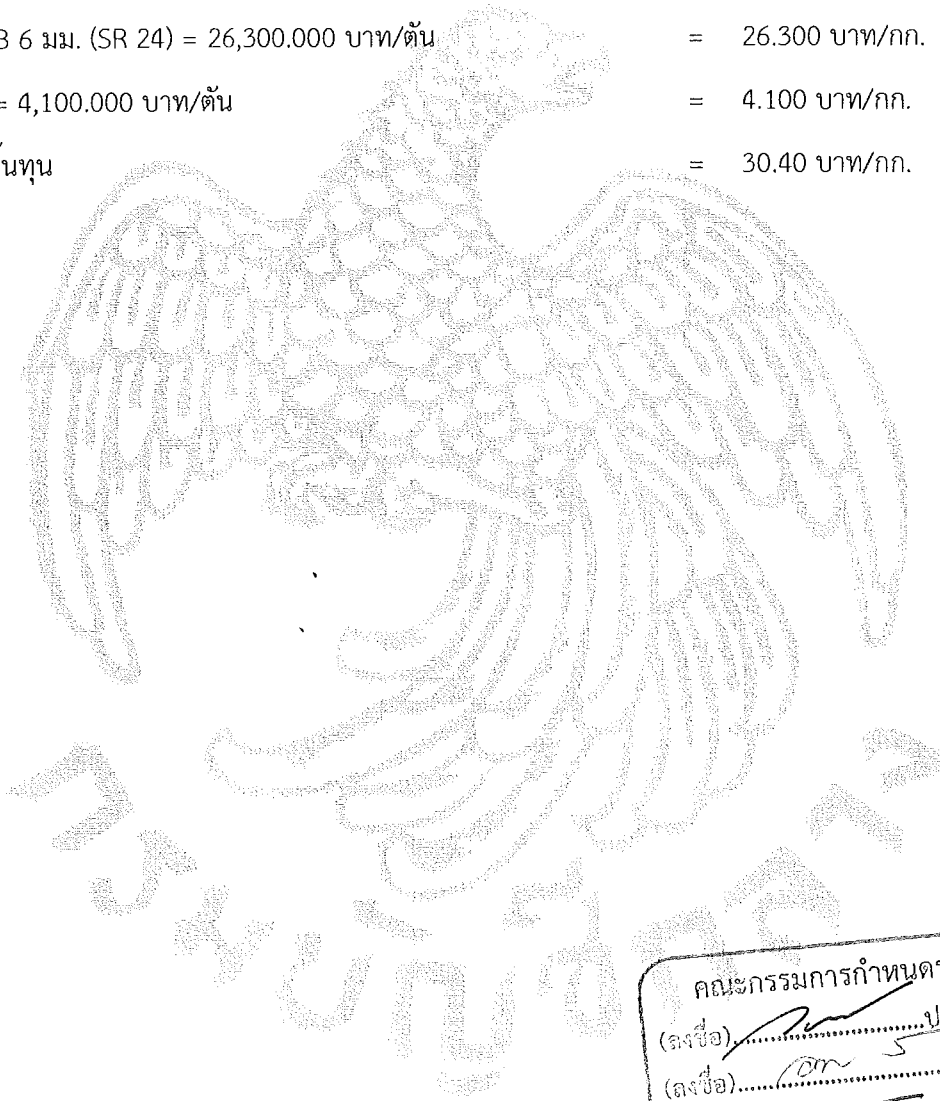 B 6 มม. (SR 24) = 26,300.000 บาท/ตัน = 26.300 บาท/กก.
= 4,100.000 บาท/ตัน = 4.100 บาท/กก.
ต้นทุน = 30.40 บาท/กก.
คณะกรรมการกำหนด
(ลงชื่อ)
(ลงชื่อ)